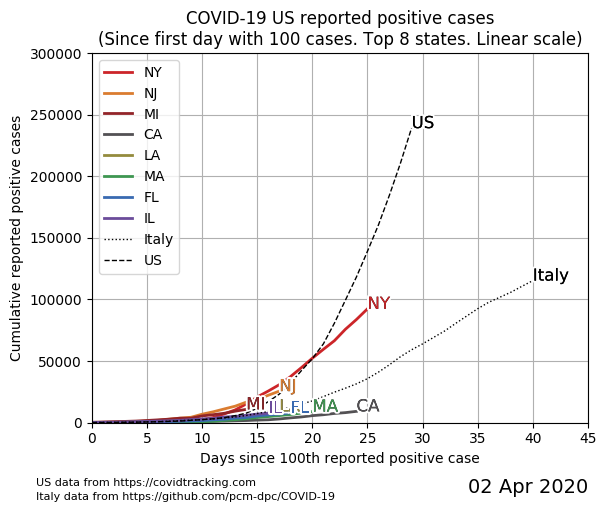 COVID-19 US reported positive cases
(Since first day with 100 cases. Top 8 states. Linear scale)
300000
250000
200000
150000
100000
50000
0
Cumulative reported positive cases
NY
NJ
MI
CA
LA
MA
FL
IL
Italy
US
US
Italy
NY
NJ
MI
IL
FL
MA
CA
0 5 10 15 20 25 30 35 40 45
Days since 100th reported positive case
US data from https://covidtracking.com
Italy data from https://github.com/pcm-dpc/COVID-19
02 Apr 2020